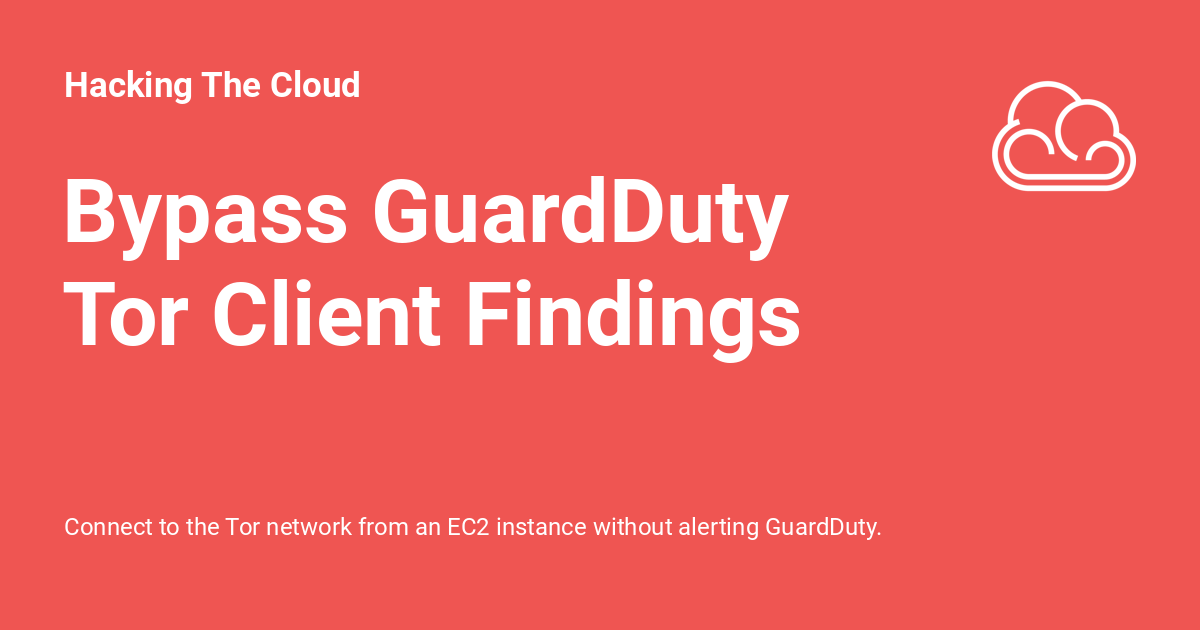 Hacking The Cloud
Bypass GuardDuty
Tor Client Findings
Connect to the Tor network from an EC2 instance without alerting GuardDuty.